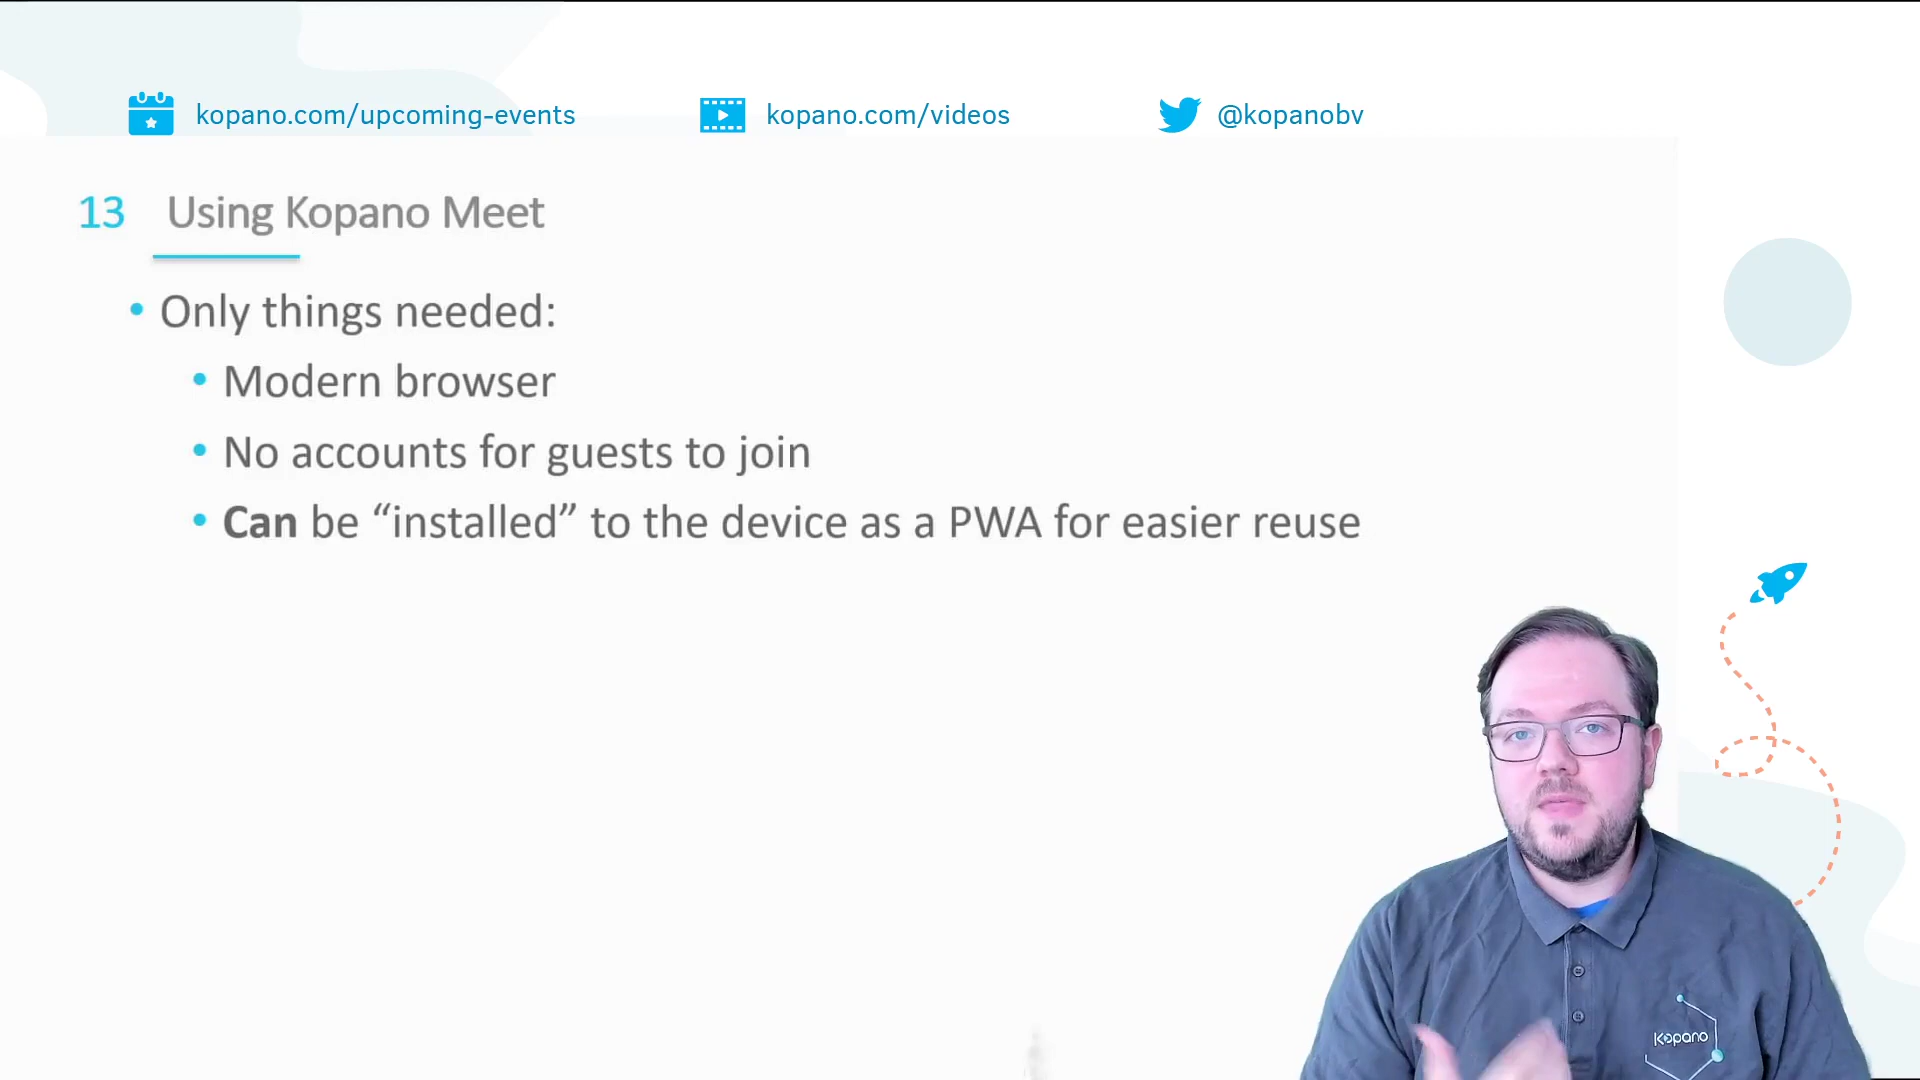 kopano.com/upcoming-events
kopano.com/videos
@kopanobv
13 Using Kopano Meet
• Only things needed:
• Modern browser
• No accounts for guests to join
• Can be “installed” to the device as a PWA for easier reuse
Kopano